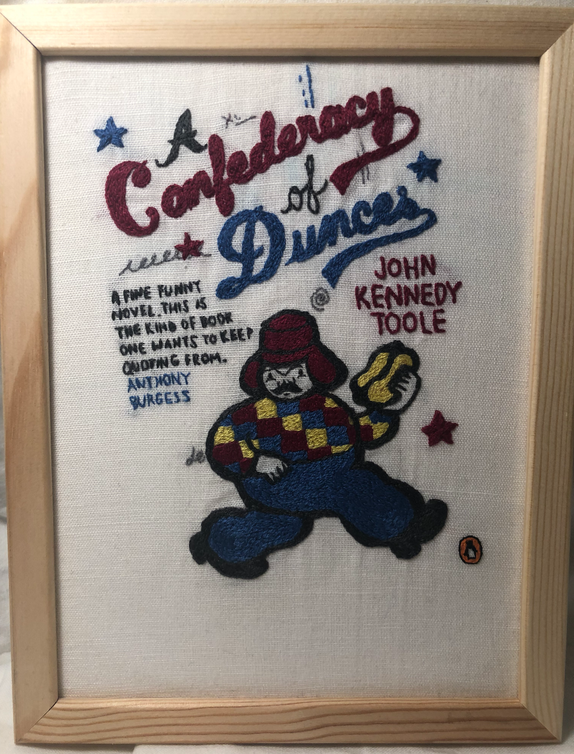 A
Confederacy
of
Dunces
A FINE FUNNY
NOVEL. THIS IS
THE KIND OF BOOK
ONE WANTS TO KEEP
QUOTING FROM.
ANTHONY
BURGESS
JOHN
KENNEDY
TOOLE